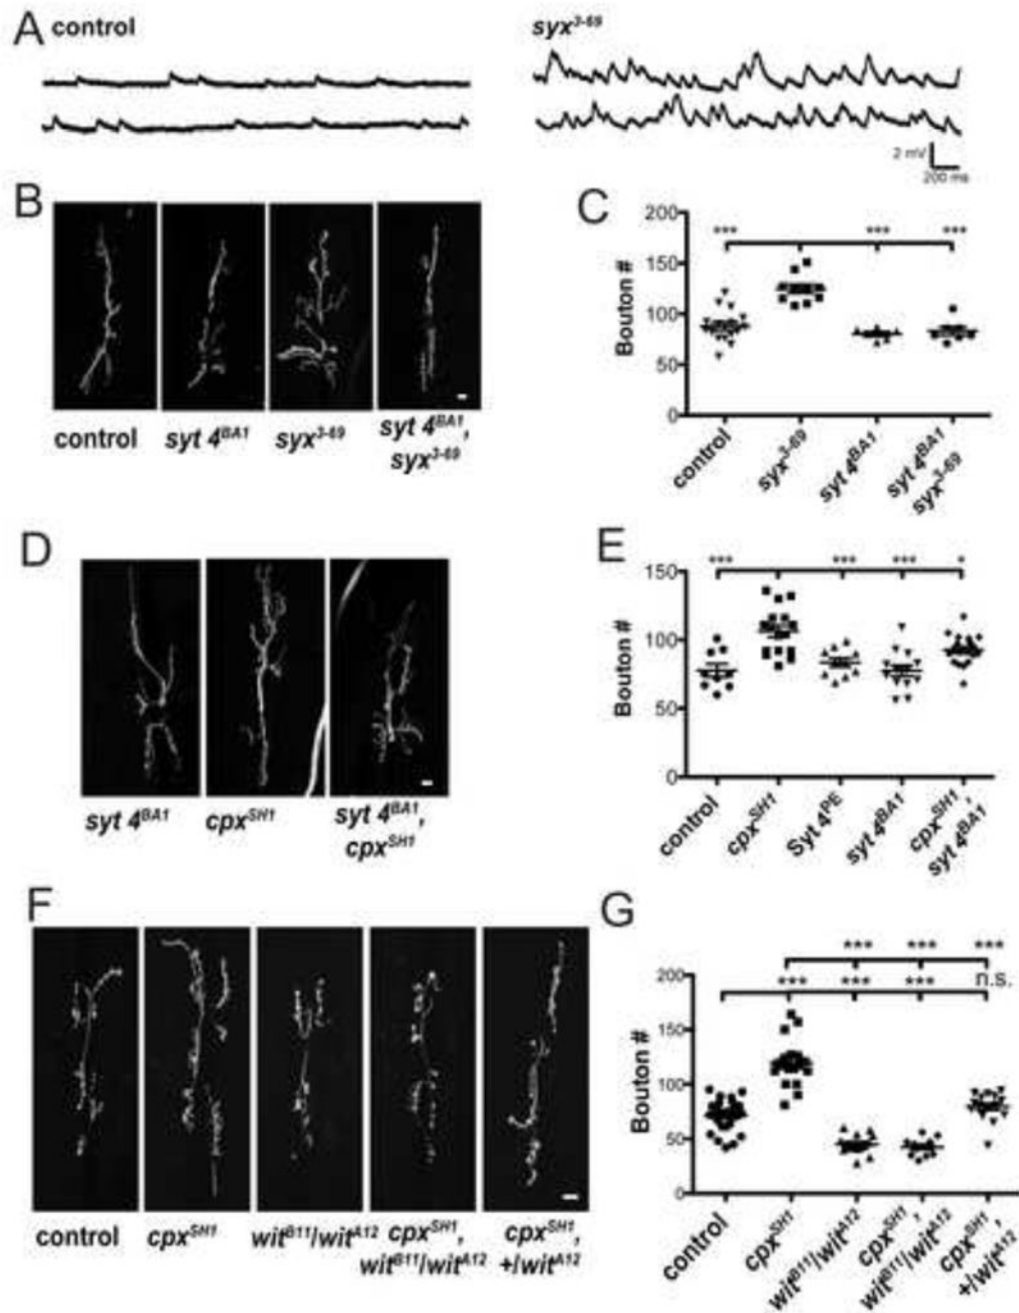 A control
syx³⁻⁶⁹
2 mV
200 ms
B
control
syt 4ᴮᴬ¹
syx³⁻⁶⁹
syt 4ᴮᴬ¹,
syx³⁻⁶⁹
C
Bouton #
200
150
100
50
0
*** *** ***
control
syx³⁻⁶⁹
syt 4ᴮᴬ¹
syt 4ᴮᴬ¹
syx³⁻⁶⁹
D
syt 4ᴮᴬ¹
cpxˢᴴ¹
syt 4ᴮᴬ¹,
cpxˢᴴ¹
E
Bouton #
150
100
50
0
*** *** *** *
control
cpxˢᴴ¹
Syt 4ᴾᴱ
syt 4ᴮᴬ¹
cpxˢᴴ¹,
syt 4ᴮᴬ¹
F
control
cpxˢᴴ¹
witᴮ¹¹/witᴬ¹²
cpxˢᴴ¹,
witᴮ¹¹/witᴬ¹²
cpxˢᴴ¹,
+/witᴬ¹²
G
Bouton #
200
150
100
50
0
*** *** ***
*** *** *** n.s.
control
cpxˢᴴ¹
witᴮ¹¹/witᴬ¹²
cpxˢᴴ¹,
witᴮ¹¹/witᴬ¹²
cpxˢᴴ¹,
+/witᴬ¹²